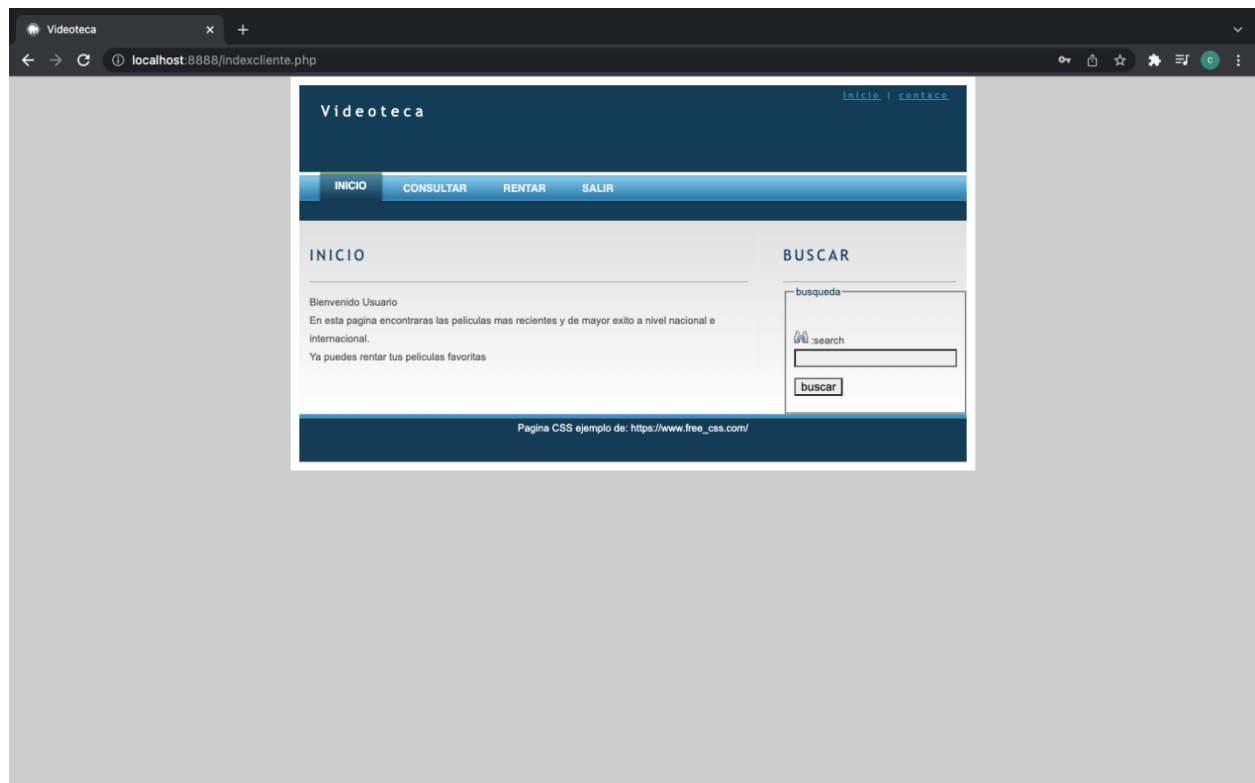 Videoteca
localhost:8888/indexcliente.php
C
Inicio | contaco
Videoteca
INICIO CONSULTAR RENTAR SALIR
INICIO
Bienvenido Usuario
En esta pagina encontraras las peliculas mas recientes y de mayor exito a nivel nacional e
internacional.
Ya puedes rentar tus peliculas favoritas
BUSCAR
busqueda
:search
buscar
Pagina CSS ejemplo de: https://www.free_css.com/